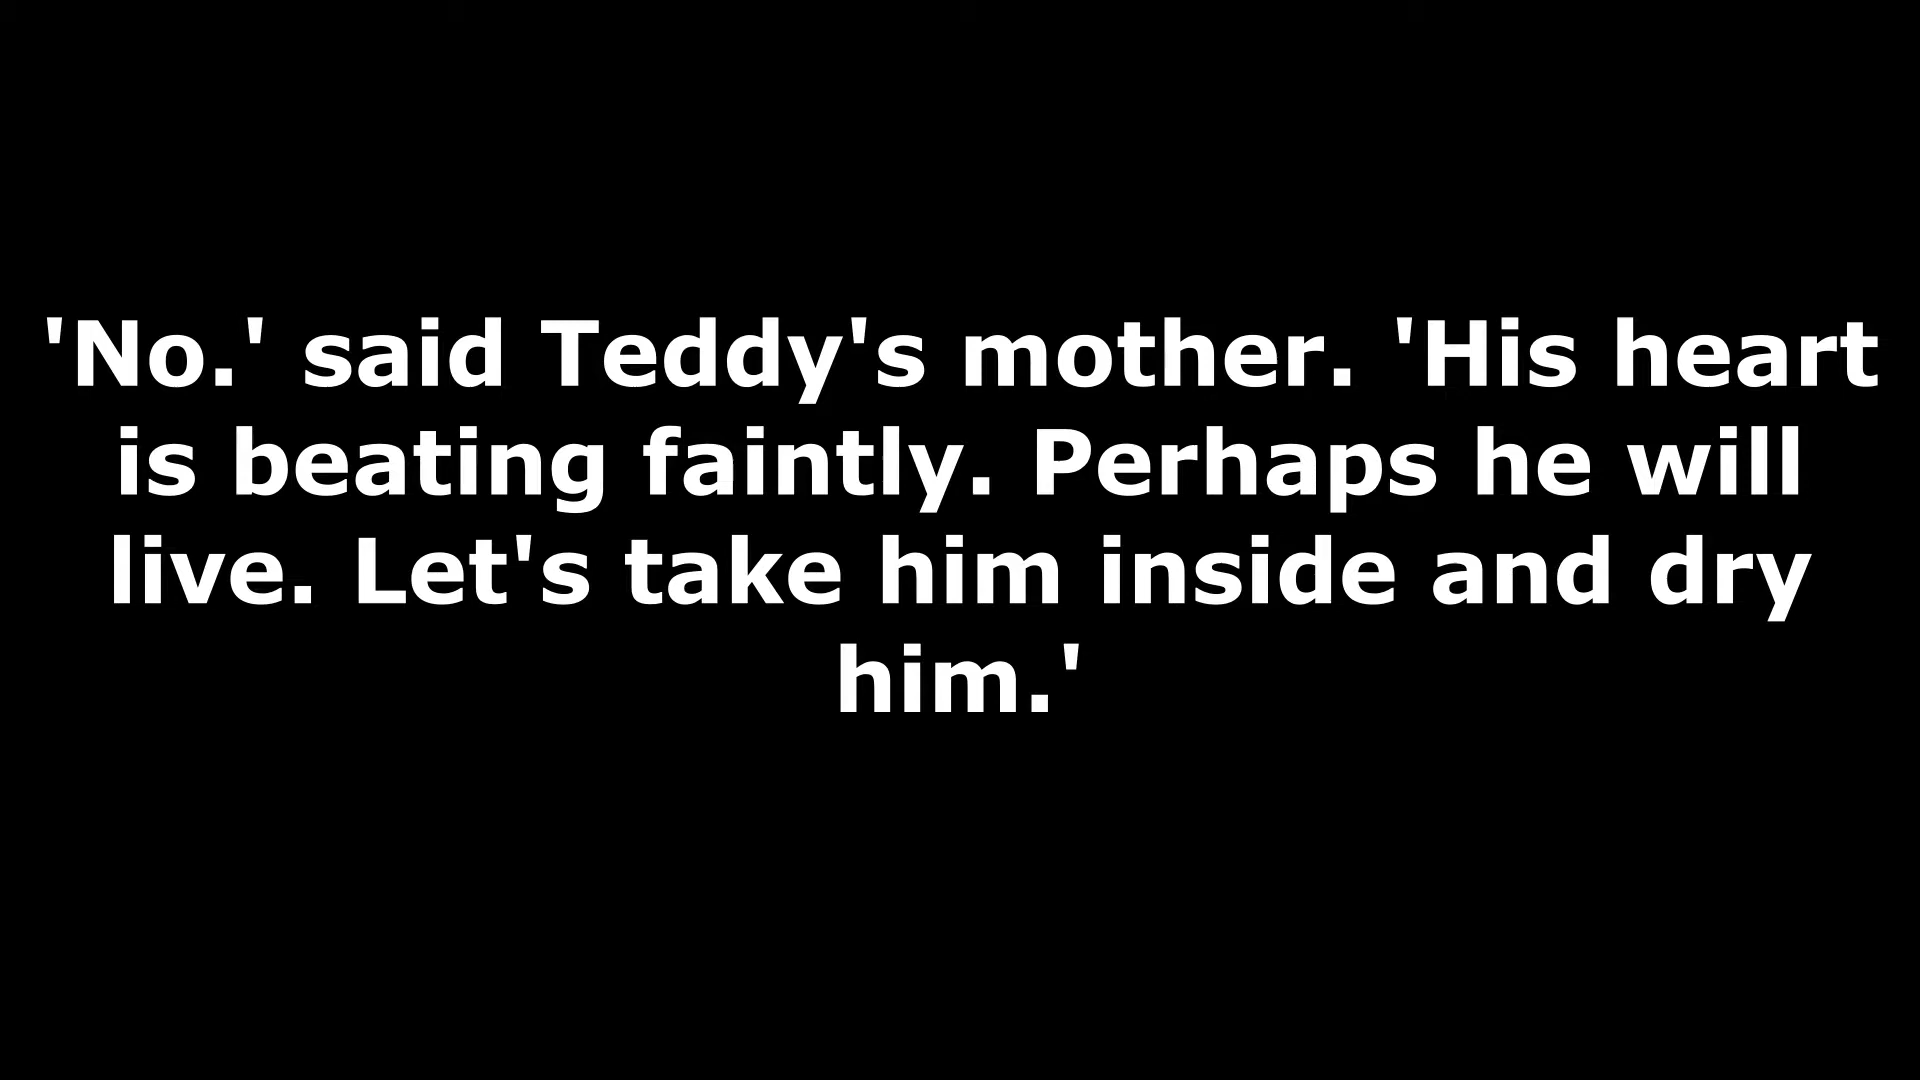 'No.' said Teddy's mother. 'His heart
is beating faintly. Perhaps he will
live. Let's take him inside and dry
him.'